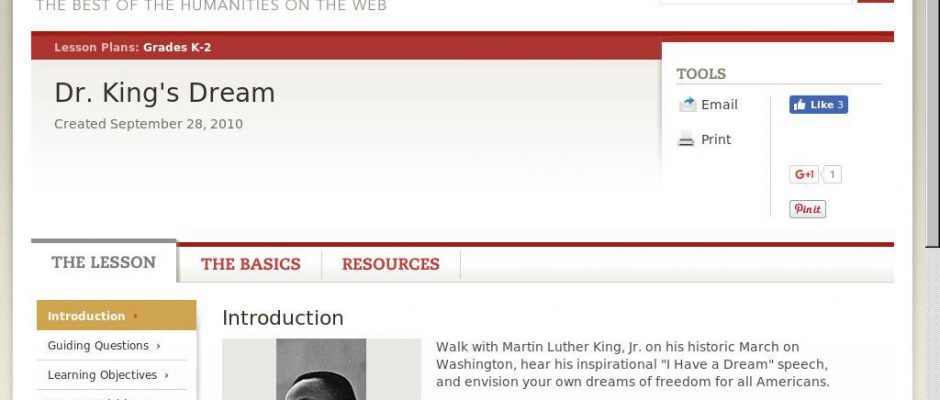 THE BEST OF THE HUMANITIES ON THE WEB
Lesson Plans: Grades K-2
Dr. King's Dream
Created September 28, 2010
TOOLS
Email
Like 3
Print
G+1 1
Pin it
THE LESSON
THE BASICS
RESOURCES
Introduction ›
Guiding Questions ›
Learning Objectives ›
Introduction
Walk with Martin Luther King, Jr. on his historic March on
Washington, hear his inspirational "I Have a Dream" speech,
and envision your own dreams of freedom for all Americans.